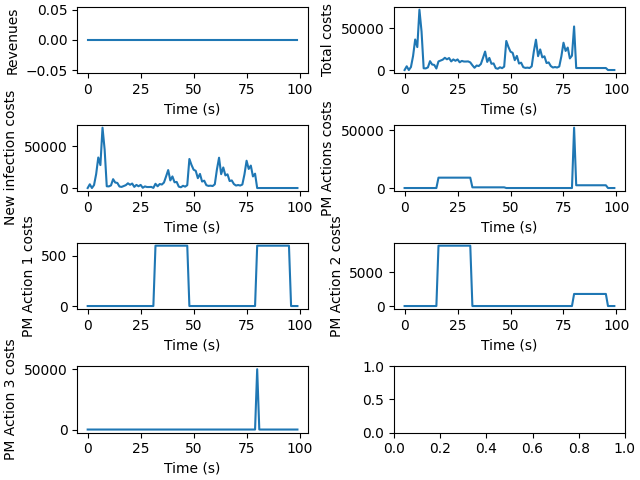 Revenues
0.05
0.00
−0.05
0 25 50 75 100
Time (s)
Total costs
50000
0
0 25 50 75 100
Time (s)
New infection costs
50000
0
0 25 50 75 100
Time (s)
PM Actions costs
50000
0
0 25 50 75 100
Time (s)
PM Action 1 costs
500
0
0 25 50 75 100
Time (s)
PM Action 2 costs
5000
0
0 25 50 75 100
Time (s)
PM Action 3 costs
50000
0
0 25 50 75 100
Time (s)
1.0
0.5
0.0
0.0 0.2 0.4 0.6 0.8 1.0